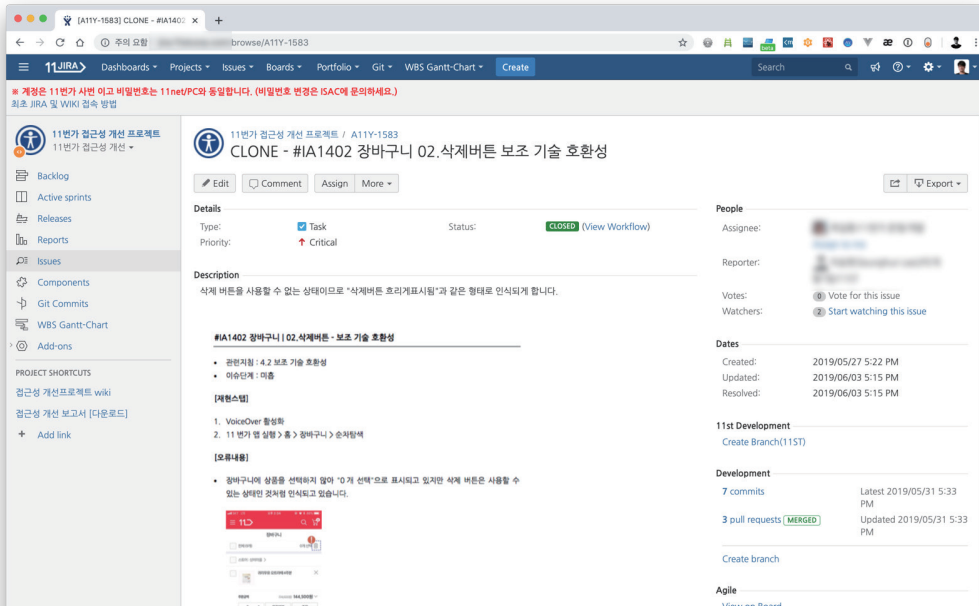 [A11Y-1583] CLONE - #IA1402
주의 요함
browse/A11Y-1583
11JIRA
Dashboards
Projects
Issues
Boards
Portfolio
Git
WBS Gantt-Chart
Create
Search
※ 계정은 11번가 사번 이고 비밀번호는 11net/PC와 동일합니다. (비밀번호 변경은 ISAC에 문의하세요.)
최초 JIRA 및 WIKI 접속 방법
11번가 접근성 개선 프로젝트
11번가 접근성 개선
Backlog
Active sprints
Releases
Reports
Issues
Components
Git Commits
WBS Gantt-Chart
Add-ons
PROJECT SHORTCUTS
접근성 개선프로젝트 wiki
접근성 개선 보고서 [다운로드]
+ Add link
11번가 접근성 개선 프로젝트 / A11Y-1583
CLONE - #IA1402 장바구니 02.삭제버튼 보조 기술 호환성
Edit
Comment
Assign
More
Export
Details
Type: Task
Status: CLOSED (View Workflow)
Priority: Critical
Description
삭제 버튼을 사용할 수 없는 상태이므로 "삭제버튼 흐리게표시됨"과 같은 형태로 인식되게 합니다.
#IA1402 장바구니 | 02.삭제버튼 - 보조 기술 호환성
• 관련지침 : 4.2 보조 기술 호환성
• 이슈단계 : 미흡
[재현스텝]
1. VoiceOver 활성화
2. 11 번가 앱 실행 > 홈 > 장바구니 > 순차탐색
[오류내용]
• 장바구니에 상품을 선택하지 않아 "0 개 선택"으로 표시되고 있지만 삭제 버튼은 사용할 수
있는 상태인 것처럼 인식되고 있습니다.
장바구니
People
Assignee:
Reporter:
Votes: 0 Vote for this issue
Watchers: 2 Start watching this issue
Dates
Created: 2019/05/27 5:22 PM
Updated: 2019/06/03 5:15 PM
Resolved: 2019/06/03 5:15 PM
11st Development
Create Branch(11ST)
Development
7 commits
Latest 2019/05/31 5:33
PM
3 pull requests MERGED
Updated 2019/05/31 5:33
PM
Create branch
Agile
View on Board